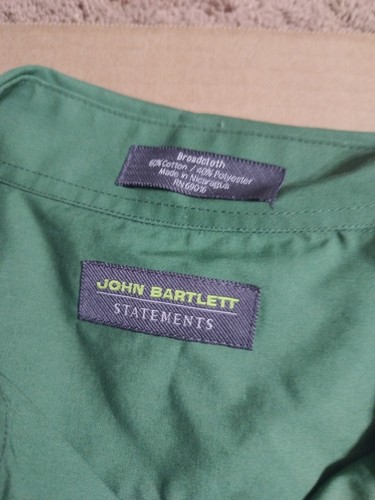 Broadcloth
60% Cotton / 40% Polyester
Made in Nicaragua
RN 69016
JOHN BARTLETT
STATEMENTS